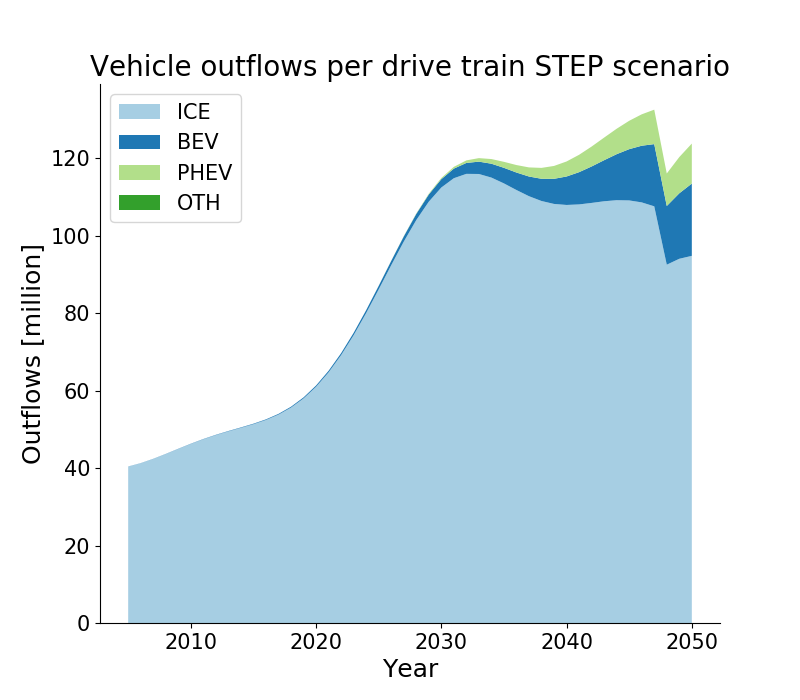 Vehicle outflows per drive train STEP scenario
ICE
BEV
PHEV
OTH
Outflows [million]
120
100
80
60
40
20
0
2010
2020
2030
2040
2050
Year